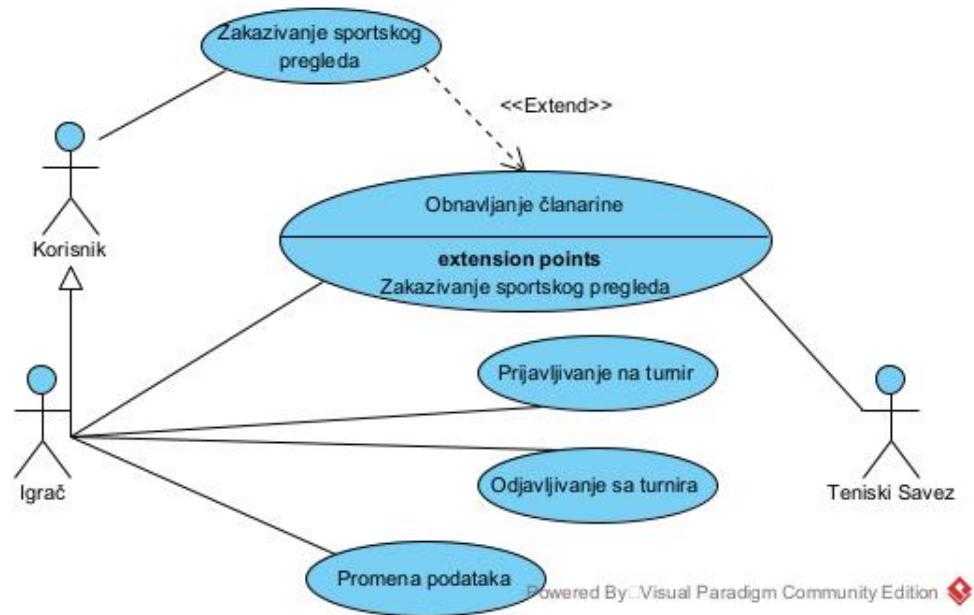 Zakazivanje sportskog
pregleda
<<Extend>>
Korisnik
Obnavljanje članarine
extension points
Zakazivanje sportskog pregleda
Prijavljivanje na turnir
Igrač
Odjavljivanje sa turnira
Teniski Savez
Promena podataka
Powered By Visual Paradigm Community Edition